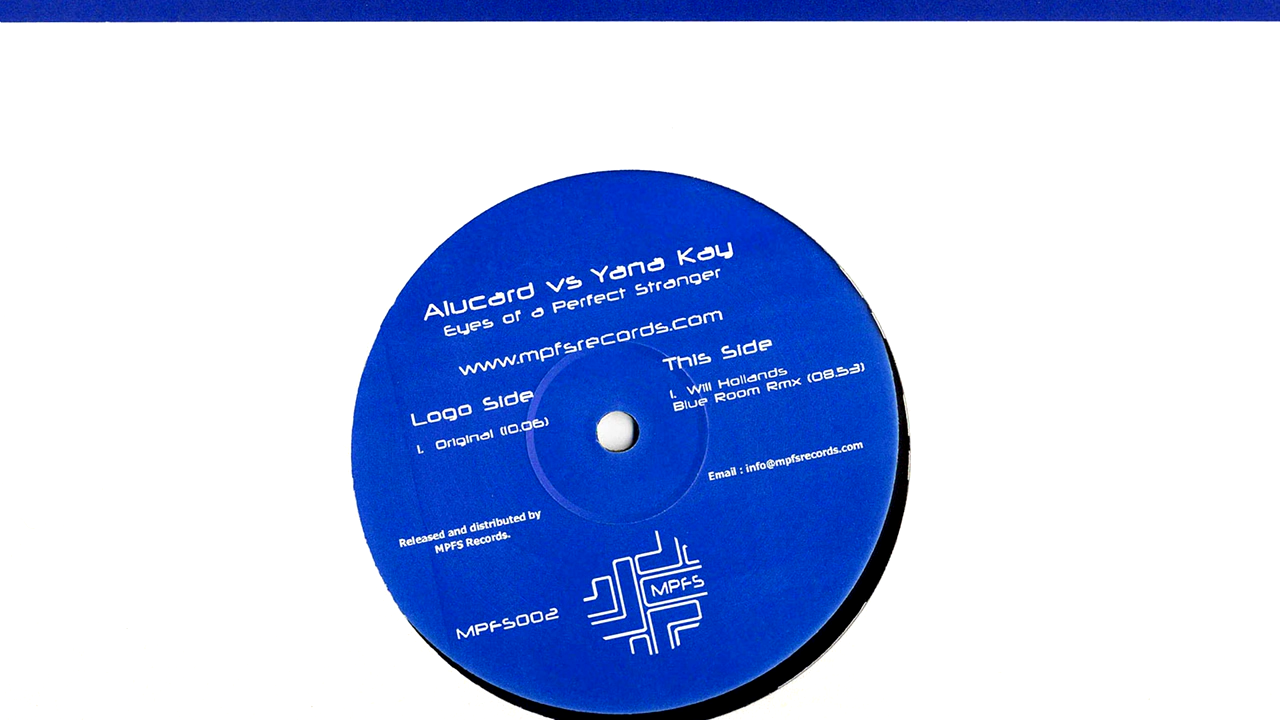 Alucard vs Yana Kay
Eyes of a Perfect Stranger
www.mpfsrecords.com
Logo Side
1. Original (10.06)
This Side
1. Will Hollands
Blue Room Rmx (08.53)
Email : info@mpfsrecords.com
Released and distributed by
MPFS Records.
MPFS
MPFS002